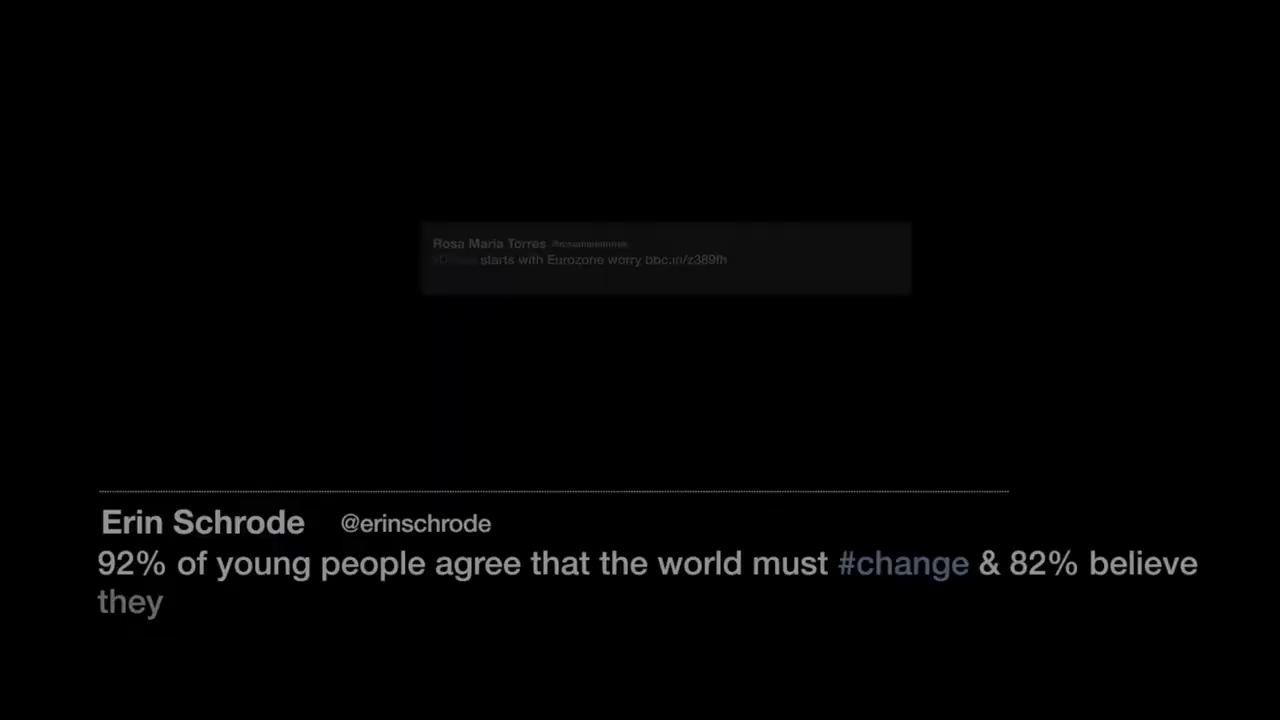 Rosa Maria Torres
starts with Eurozone worry bbc.in/z389fh
Erin Schrode @erinschrode
92% of young people agree that the world must #change & 82% believe
they